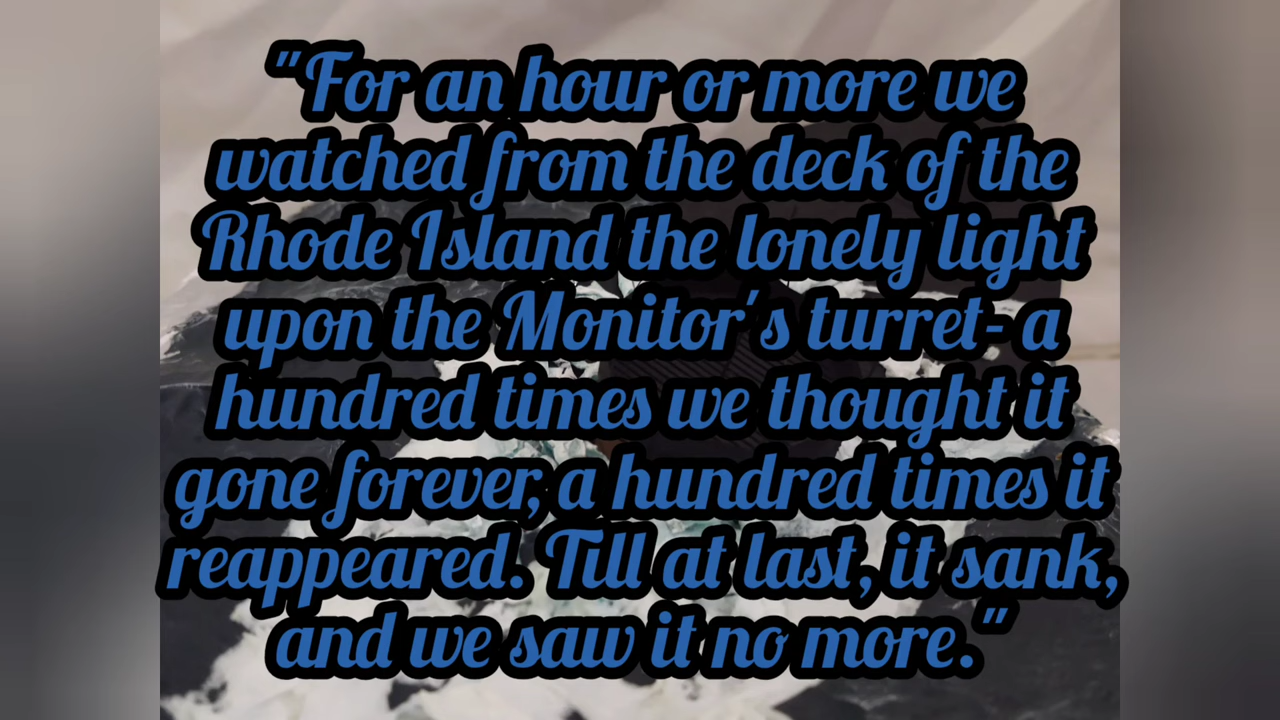 "For an hour or more we
watched from the deck of the
Rhode Island the lonely light
upon the Monitor's turret- a
hundred times we thought it
gone forever, a hundred times it
reappeared. Till at last, it sank,
and we saw it no more."